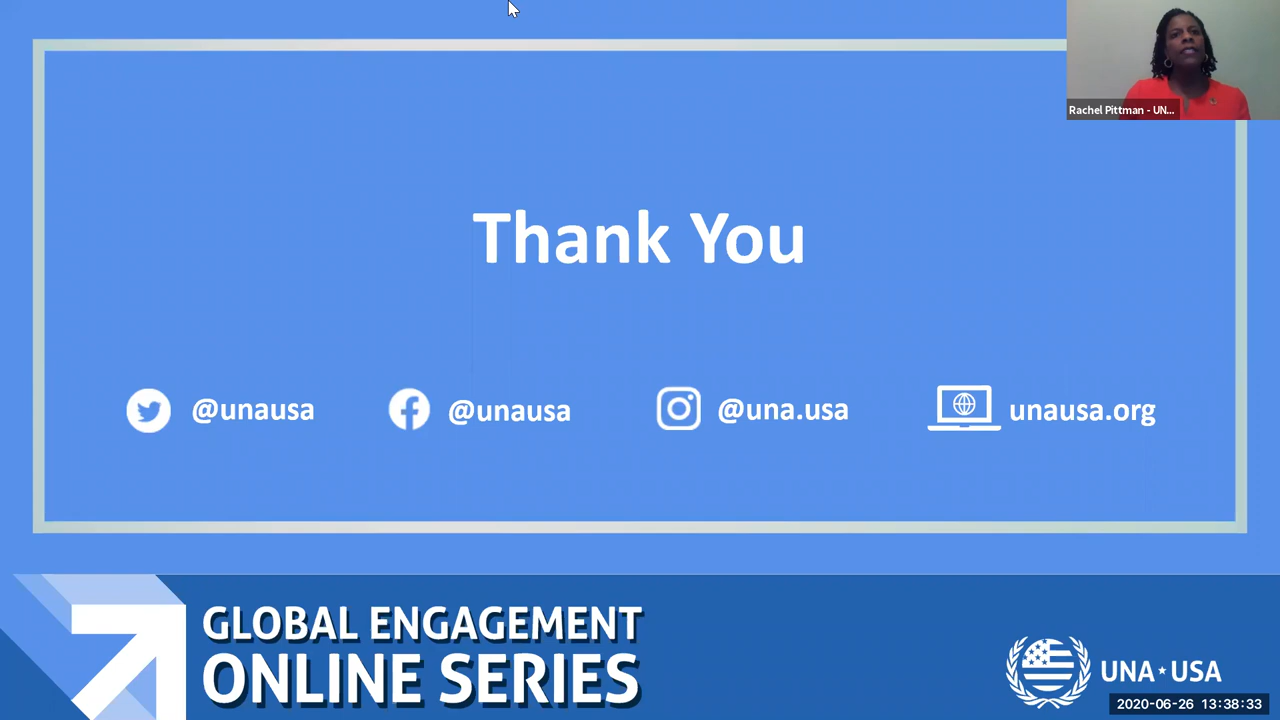 Rachel Pittman - UN...
Thank You
@unausa
@unausa
@una.usa
unausa.org
GLOBAL ENGAGEMENT
ONLINE SERIES
UNA★USA
2020-06-26 13:38:33